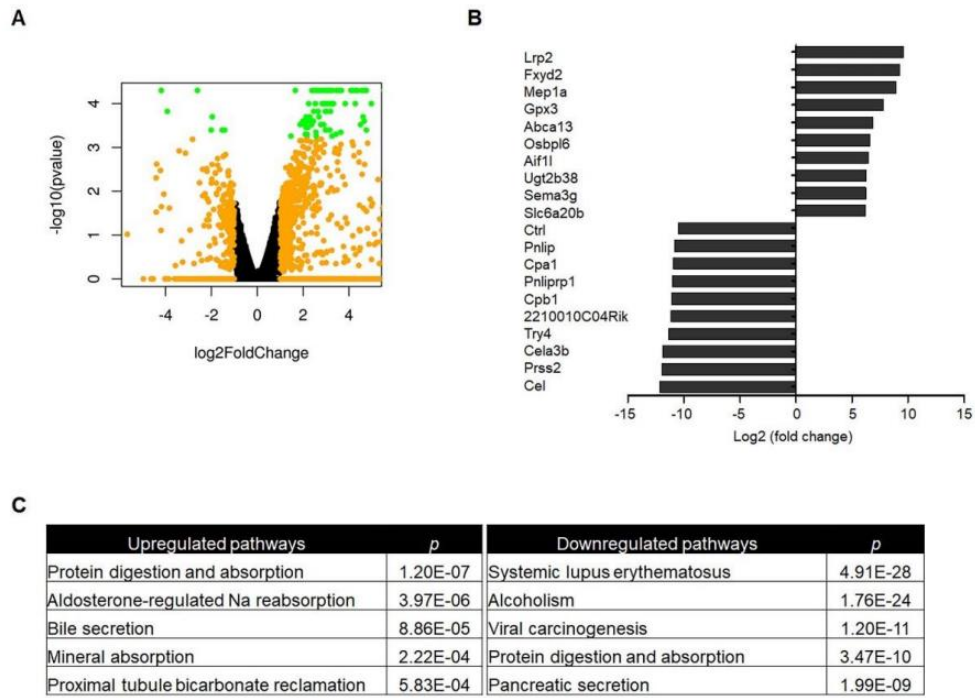 A
B
4
3
2
1
0
-log10(pvalue)
-4 -2 0 2 4
log2FoldChange
Lrp2
Fxyd2
Mep1a
Gpx3
Abca13
Osbpl6
Aif1l
Ugt2b38
Sema3g
Slc6a20b
Ctrl
Pnlip
Cpa1
Pnliprp1
Cpb1
2210010C04Rik
Try4
Cela3b
Prss2
Cel
-15 -10 -5 0 5 10 15
Log2 (fold change)
C
Upregulated pathways p Downregulated pathways p
Protein digestion and absorption 1.20E-07 Systemic lupus erythematosus 4.91E-28
Aldosterone-regulated Na reabsorption 3.97E-06 Alcoholism 1.76E-24
Bile secretion 8.86E-05 Viral carcinogenesis 1.20E-11
Mineral absorption 2.22E-04 Protein digestion and absorption 3.47E-10
Proximal tubule bicarbonate reclamation 5.83E-04 Pancreatic secretion 1.99E-09